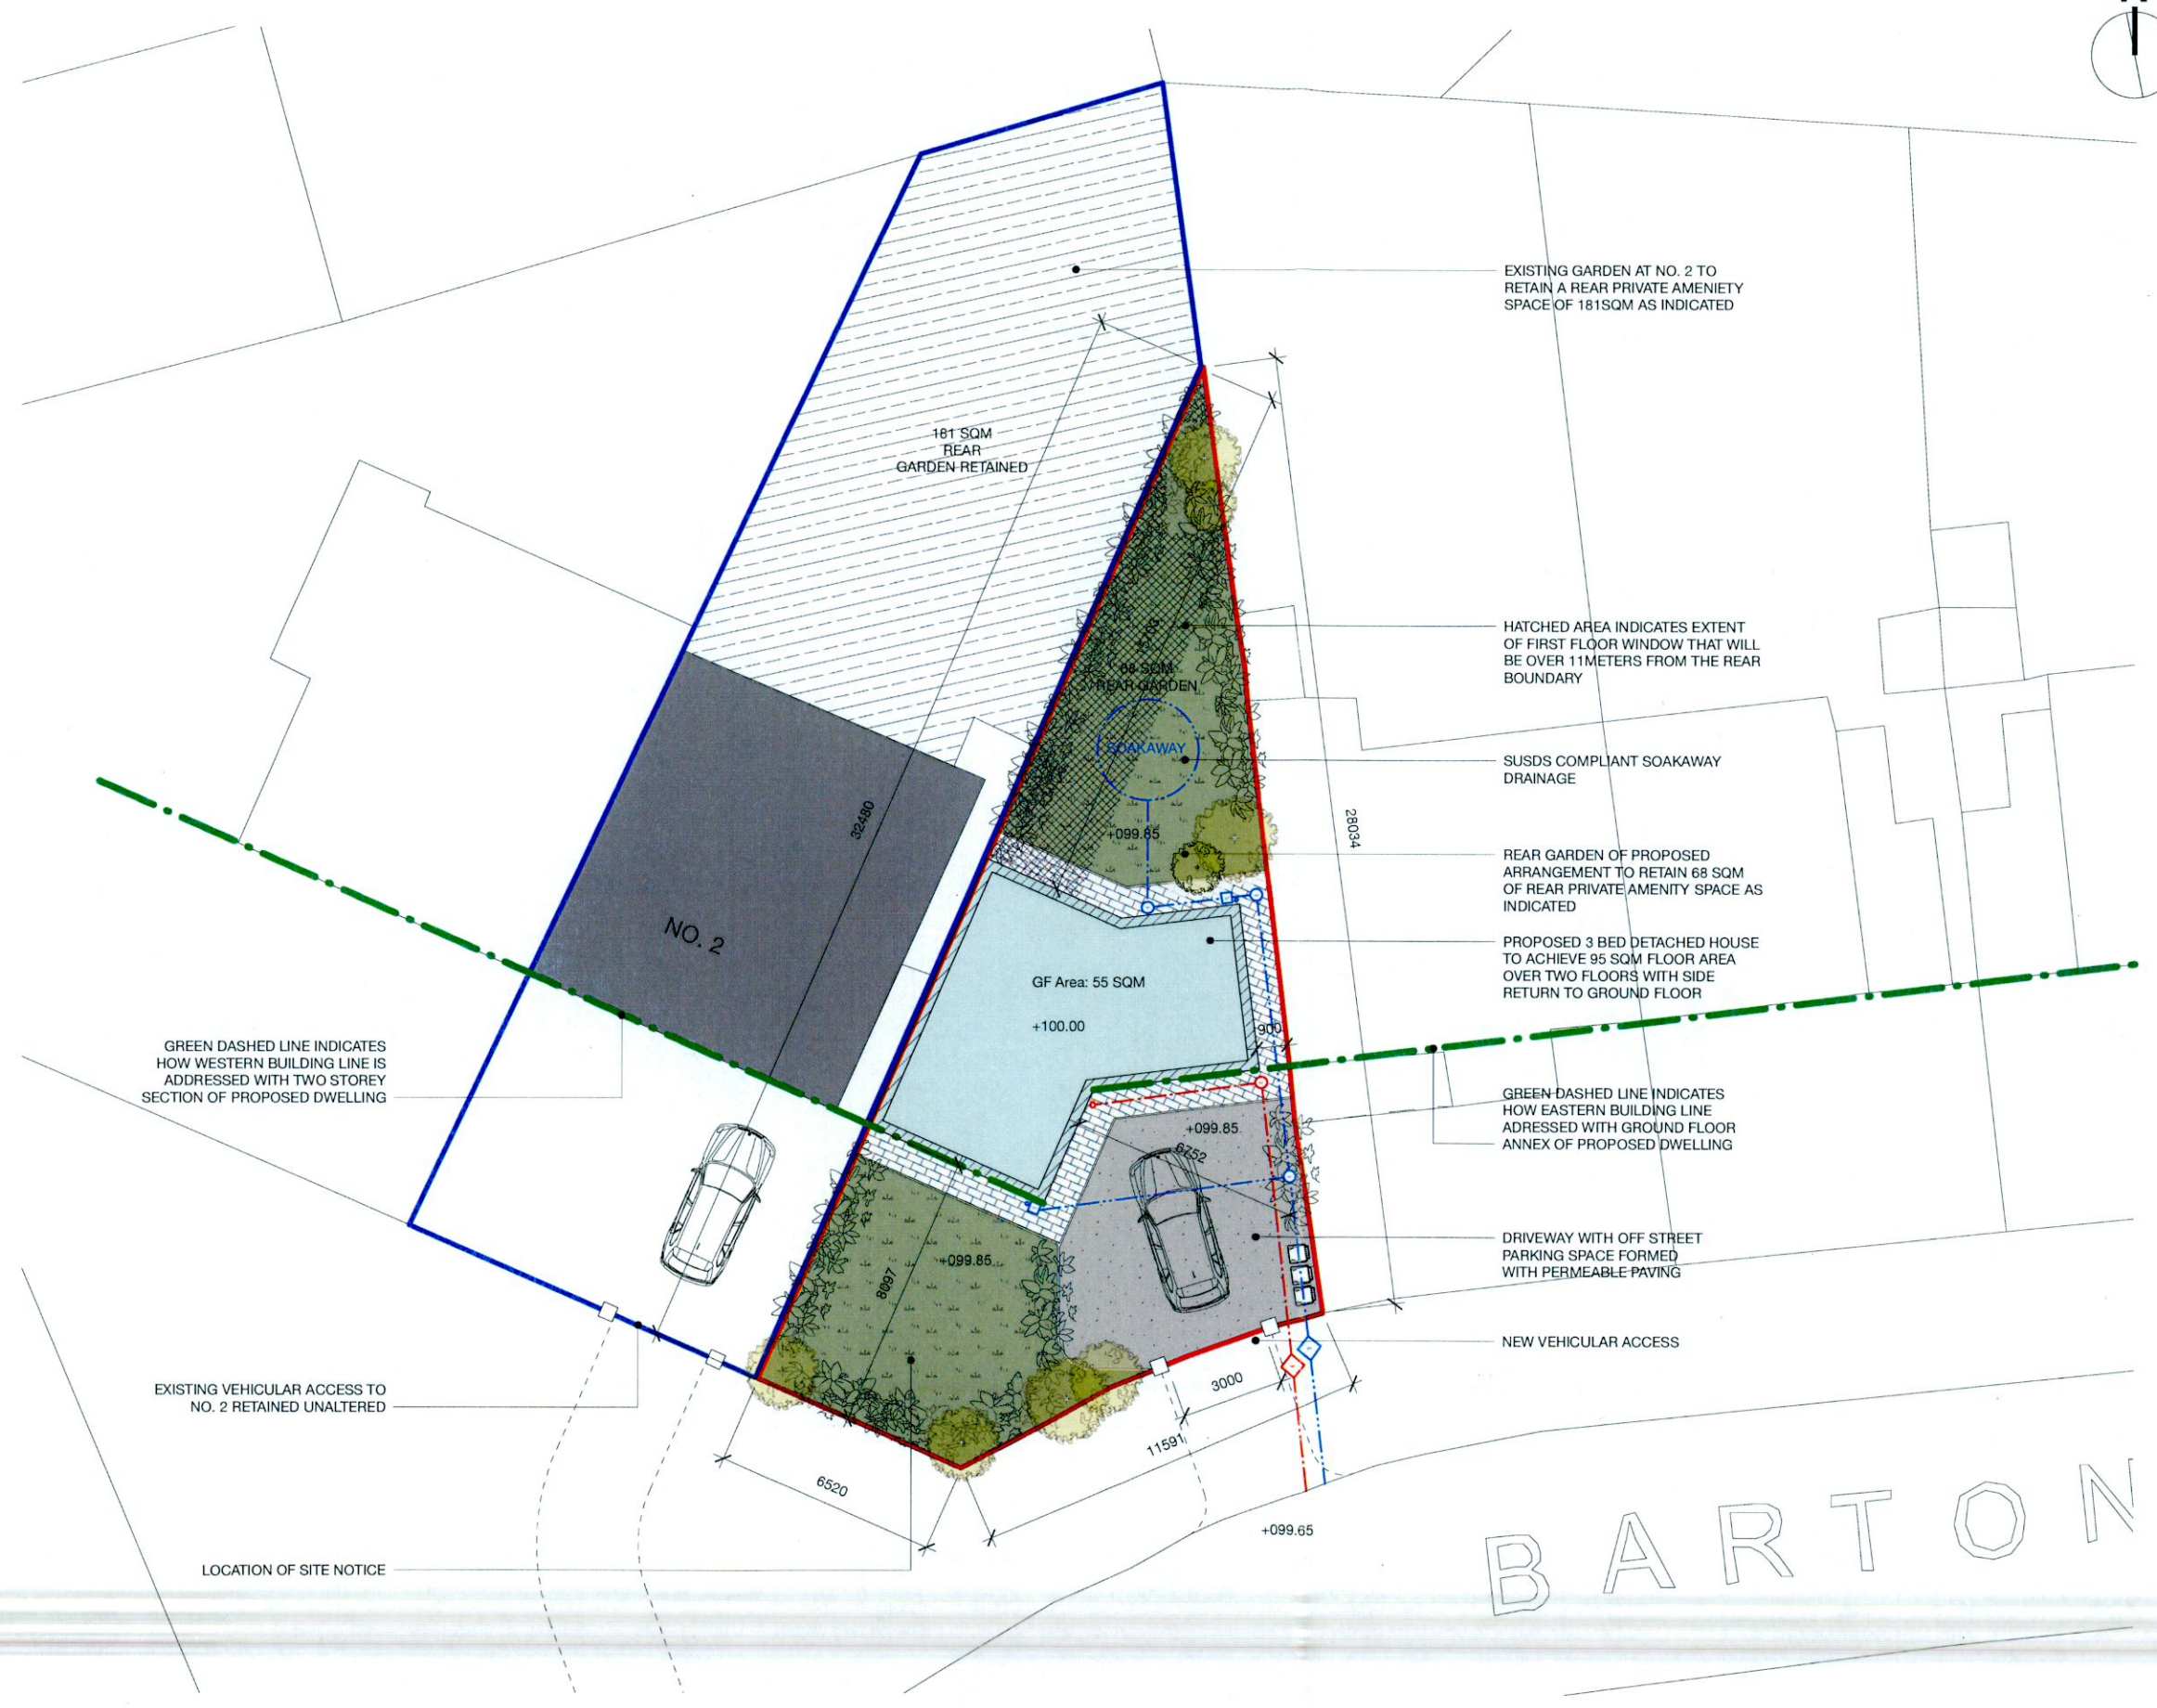 EXISTING GARDEN AT NO. 2 TO
RETAIN A REAR PRIVATE AMENIETY
SPACE OF 181SQM AS INDICATED
181 SQM
REAR
GARDEN RETAINED
HATCHED AREA INDICATES EXTENT
OF FIRST FLOOR WINDOW THAT WILL
BE OVER 11METERS FROM THE REAR
BOUNDARY
68 SQM
REAR GARDEN
SOAKAWAY
SUSDS COMPLIANT SOAKAWAY
DRAINAGE
32480
28034
+099.85
REAR GARDEN OF PROPOSED
ARRANGEMENT TO RETAIN 68 SQM
OF REAR PRIVATE AMENITY SPACE AS
INDICATED
NO. 2
PROPOSED 3 BED DETACHED HOUSE
TO ACHIEVE 95 SQM FLOOR AREA
OVER TWO FLOORS WITH SIDE
RETURN TO GROUND FLOOR
GF Area: 55 SQM
+100.00
900
GREEN DASHED LINE INDICATES
HOW WESTERN BUILDING LINE IS
ADDRESSED WITH TWO STOREY
SECTION OF PROPOSED DWELLING
GREEN DASHED LINE INDICATES
HOW EASTERN BUILDING LINE
ADRESSED WITH GROUND FLOOR
ANNEX OF PROPOSED DWELLING
+099.85
6752
+099.85
8097
DRIVEWAY WITH OFF STREET
PARKING SPACE FORMED
WITH PERMEABLE PAVING
NEW VEHICULAR ACCESS
EXISTING VEHICULAR ACCESS TO
NO. 2 RETAINED UNALTERED
3000
11591
6520
+099.65
LOCATION OF SITE NOTICE
BARTON